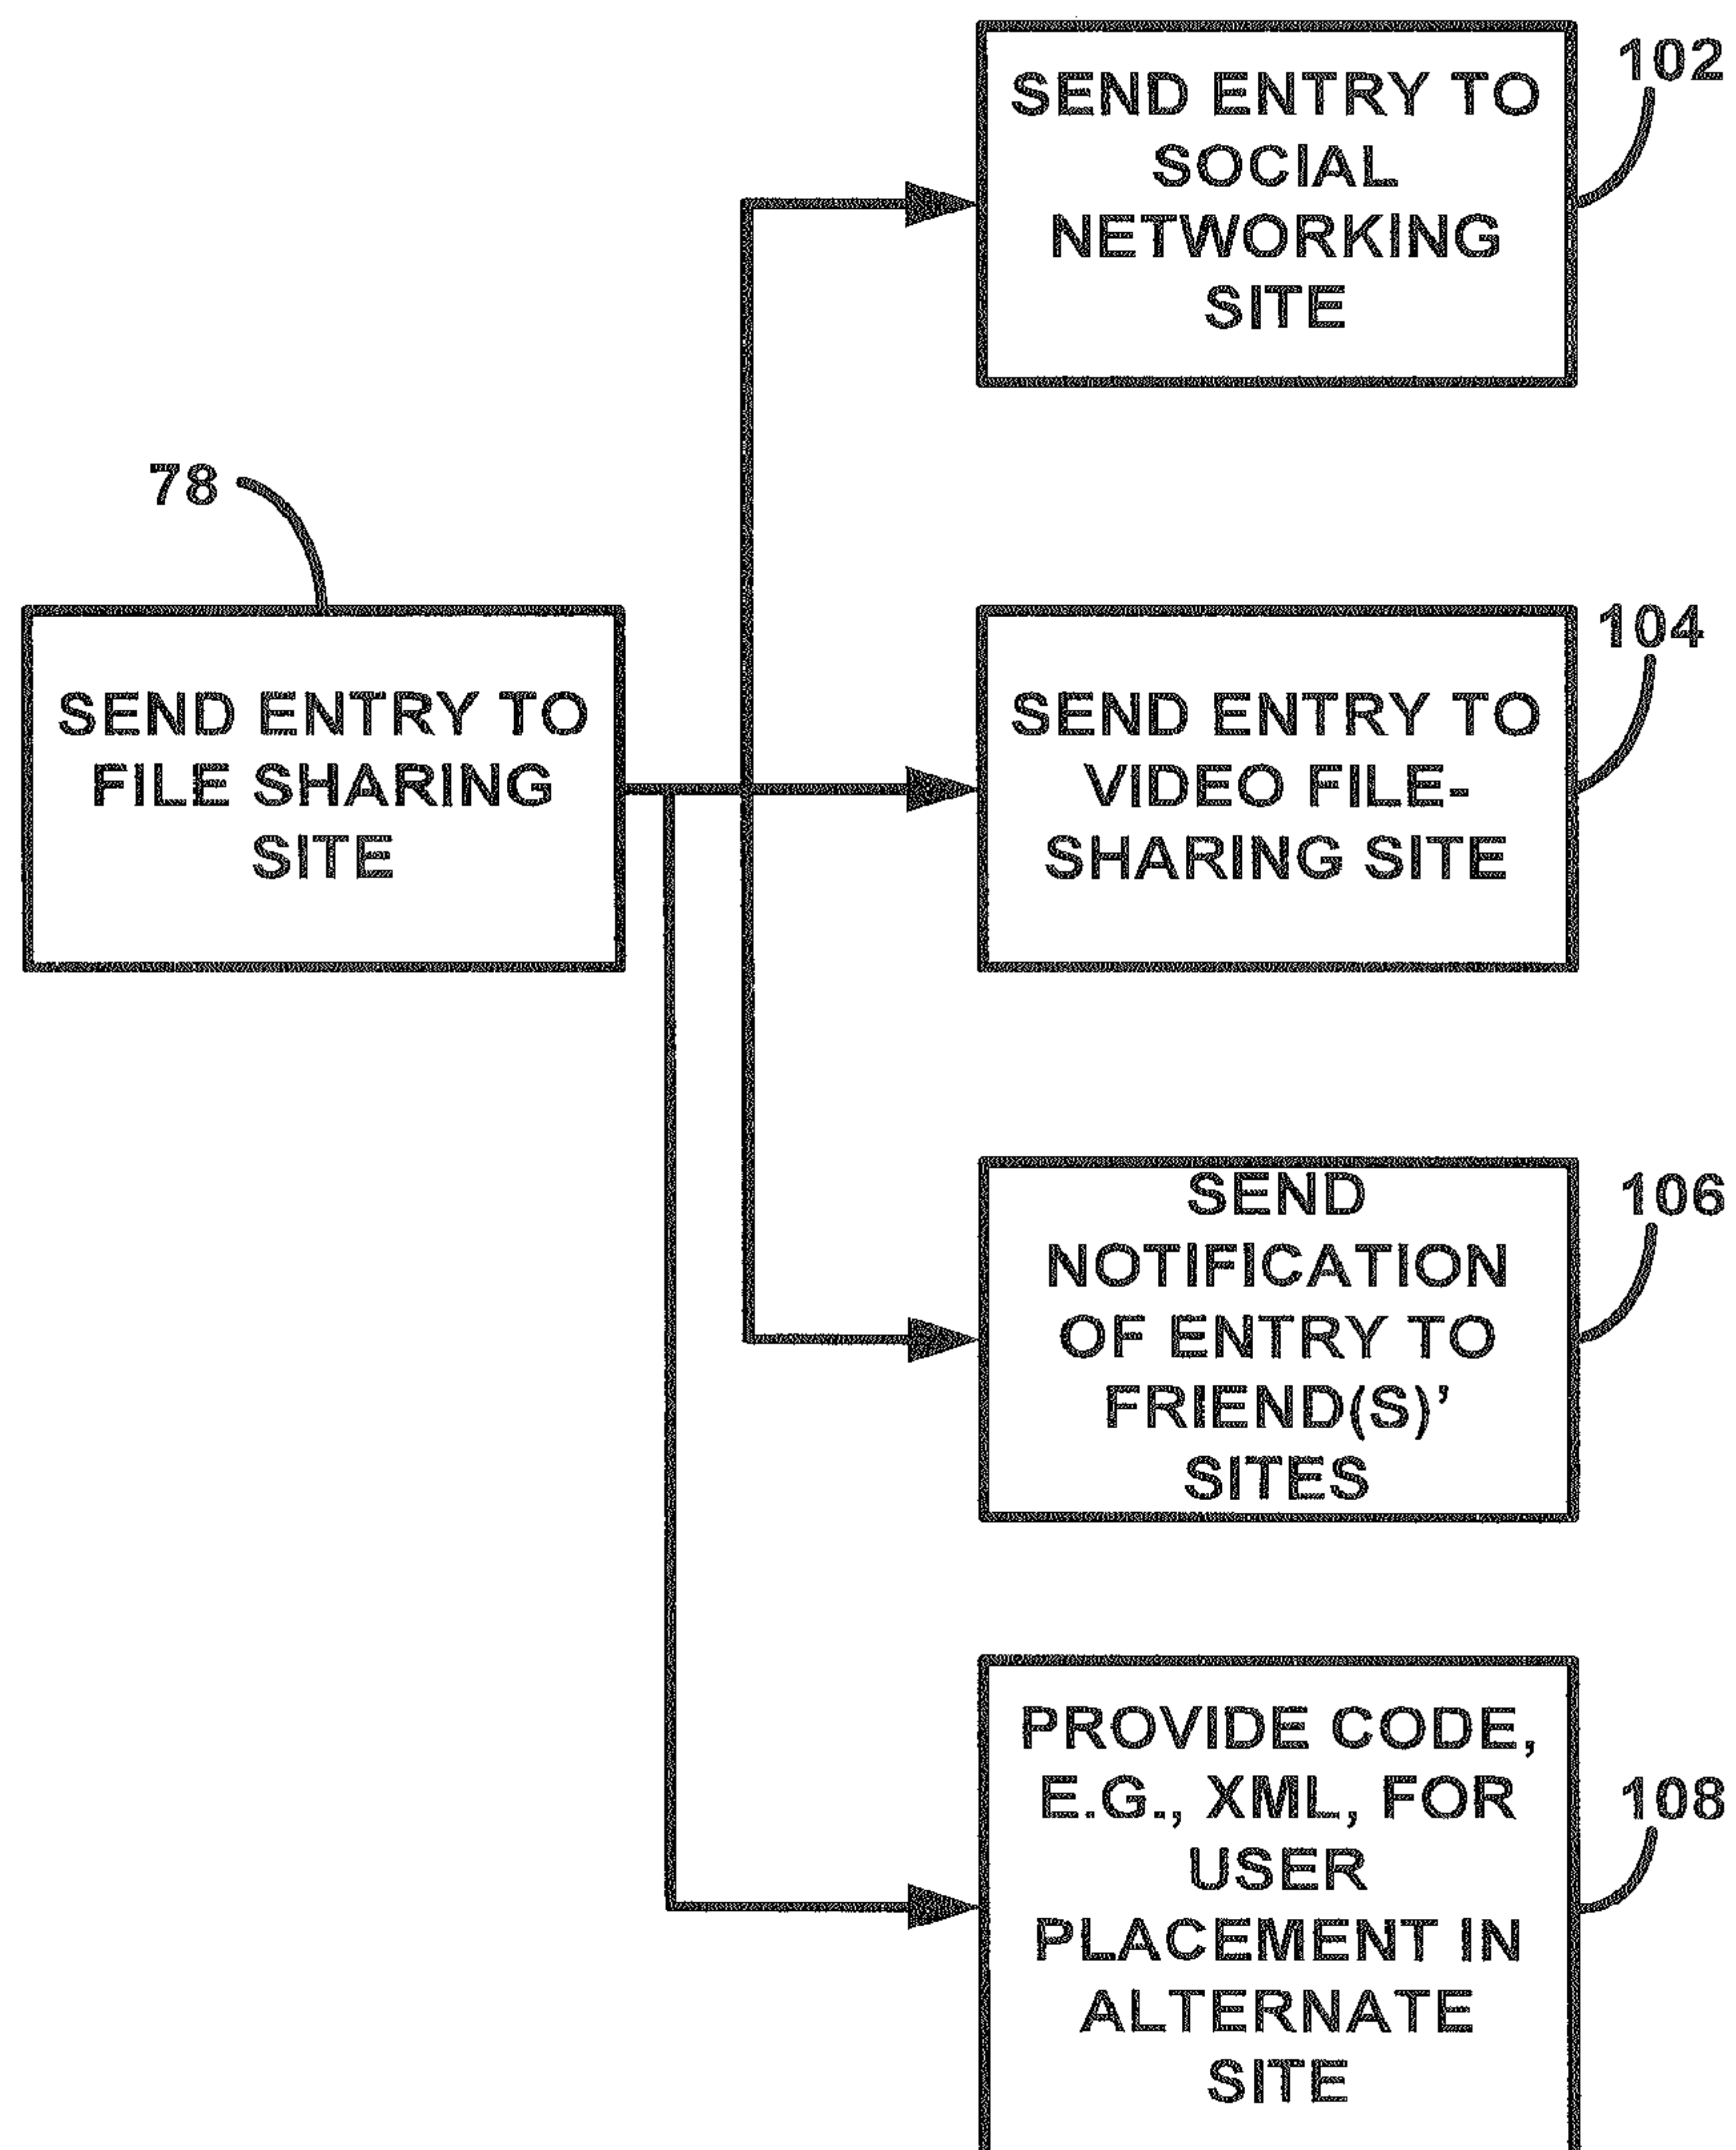 102
SEND ENTRY TO
SOCIAL
NETWORKING
SITE
78
SEND ENTRY TO
FILE SHARING
SITE
104
SEND ENTRY TO
VIDEO FILE-
SHARING SITE
106
SEND
NOTIFICATION
OF ENTRY TO
FRIEND(S)’
SITES
108
PROVIDE CODE,
E.G., XML, FOR
USER
PLACEMENT IN
ALTERNATE
SITE